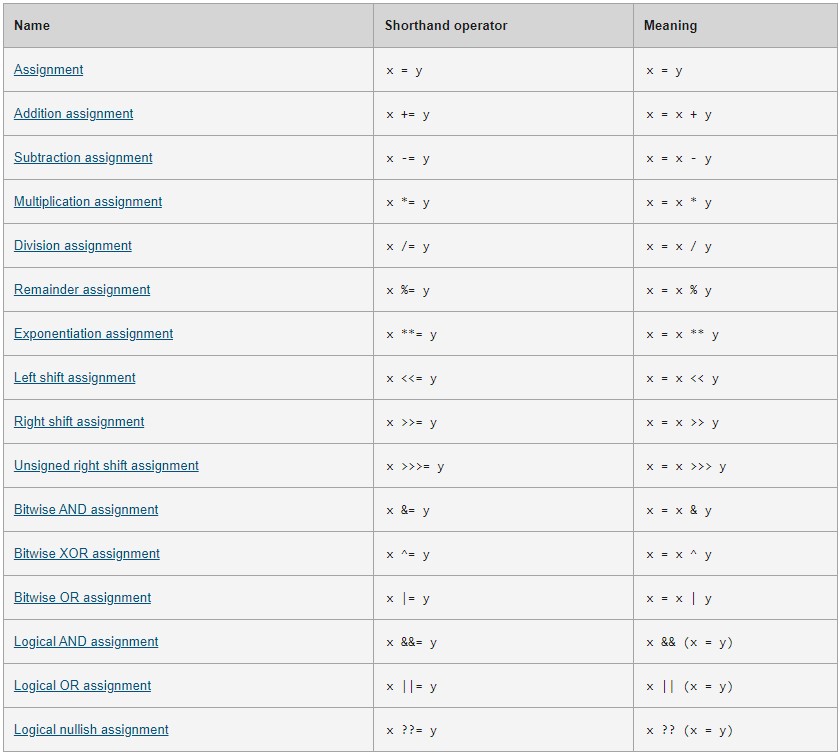 Name Shorthand operator Meaning
Assignment x = y x = y
Addition assignment x += y x = x + y
Subtraction assignment x -= y x = x - y
Multiplication assignment x *= y x = x * y
Division assignment x /= y x = x / y
Remainder assignment x %= y x = x % y
Exponentiation assignment x **= y x = x ** y
Left shift assignment x <<= y x = x << y
Right shift assignment x >>= y x = x >> y
Unsigned right shift assignment x >>>= y x = x >>> y
Bitwise AND assignment x &= y x = x & y
Bitwise XOR assignment x ^= y x = x ^ y
Bitwise OR assignment x |= y x = x | y
Logical AND assignment x &&= y x && (x = y)
Logical OR assignment x ||= y x || (x = y)
Logical nullish assignment x ??= y x ?? (x = y)